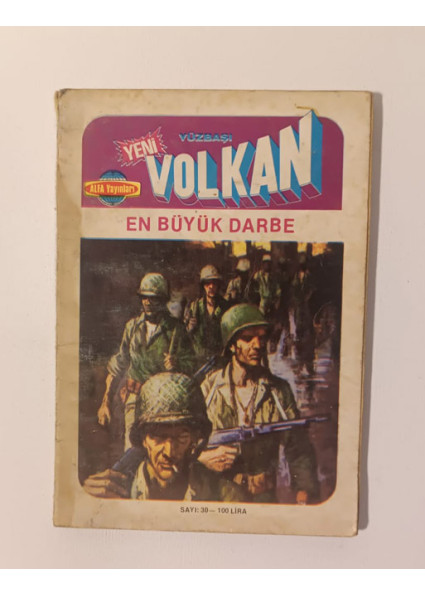 YENİ
YÜZBAŞI
VOLKAN
ALFA Yayınları
EN BÜYÜK DARBE
SAYI: 30 — 100 LİRA